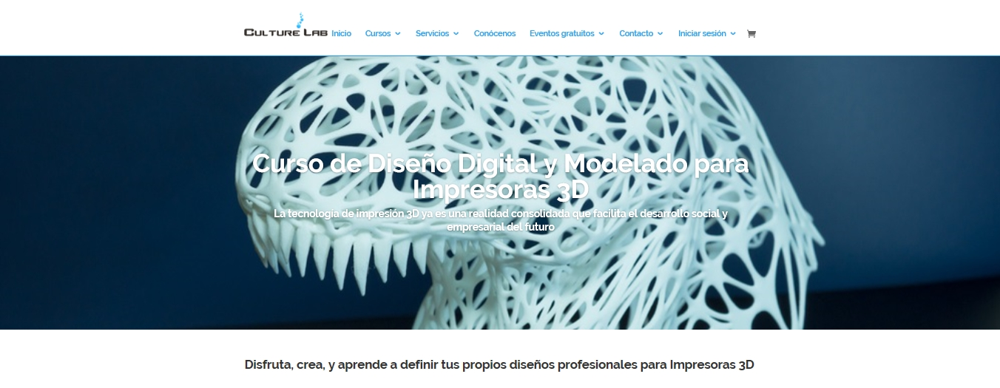 CULTURE LAB Inicio Cursos Servicios Conócenos Eventos gratuitos Contacto Iniciar sesión
Curso de Diseño Digital y Modelado para
Impresoras 3D
La tecnología de impresión 3D ya es una realidad consolidada que facilita el desarrollo social y
empresarial del futuro
Disfruta, crea, y aprende a definir tus propios diseños profesionales para Impresoras 3D